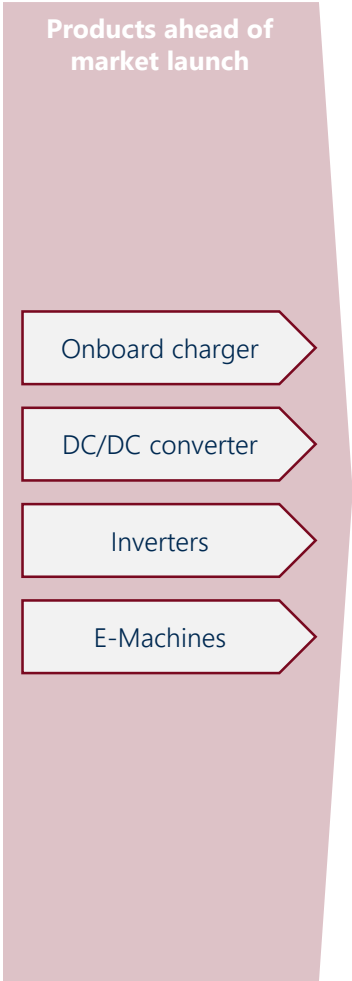 Products ahead of
market launch
Onboard charger
DC/DC converter
Inverters
E-Machines